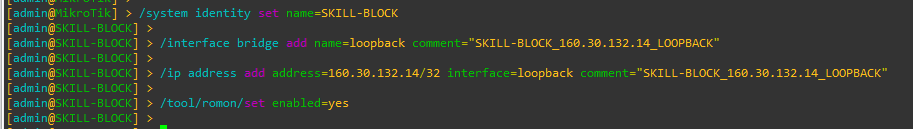 [admin@MikroTik] >
[admin@MikroTik] > /system identity set name=SKILL-BLOCK
[admin@SKILL-BLOCK] >
[admin@SKILL-BLOCK] > /interface bridge add name=loopback comment="SKILL-BLOCK_160.30.132.14_LOOPBACK"
[admin@SKILL-BLOCK] >
[admin@SKILL-BLOCK] > /ip address add address=160.30.132.14/32 interface=loopback comment="SKILL-BLOCK_160.30.132.14_LOOPBACK"
[admin@SKILL-BLOCK] >
[admin@SKILL-BLOCK] > /tool/romon/set enabled=yes
[admin@SKILL-BLOCK] >